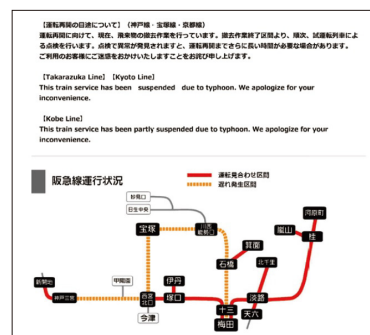 【運転再開の目途について】（神戸線・宝塚線・京都線）
運転再開に向けて、現在、飛来物の撤去作業を行っています。撤去作業終了区間より、順次、試運転列車によ
る点検を行います。点検で異常が発見されますと、運転再開までさらに長い時間が必要な場合があります。
ご利用のお客様にご迷惑をおかけいたしますことをお詫び申し上げます。
【Takarazuka Line】【Kyoto Line】
This train service has been suspended due to typhoon. We apologize for your
inconvenience.
【Kobe Line】
This train service has been partly suspended due to typhoon. We apologize for your
inconvenience.
阪急線運行状況
運転見合わせ区間
遅れ発生区間
妙見口
日生中央
河原町
宝塚
川西
能勢口
嵐山
桂
箕面
石橋
北千里
新開地
神戸三宮
甲陽園
西宮
北口
伊丹
塚口
今津
十三
梅田
淡路
天六